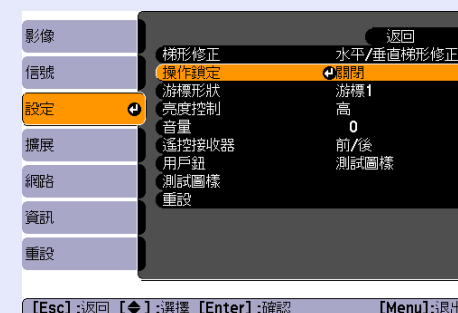 影像
信號
設定
擴展
網路
資訊
重設
返回
梯形修正 水平/垂直梯形修正
操作鎖定 關閉
游標形狀 游標1
亮度控制 高
音量 0
遙控接收器 前/後
用戶鈕 測試圖樣
測試圖樣
重設
[Esc]:返回 [◆]:選擇 [Enter]:確認 [Menu]:退出